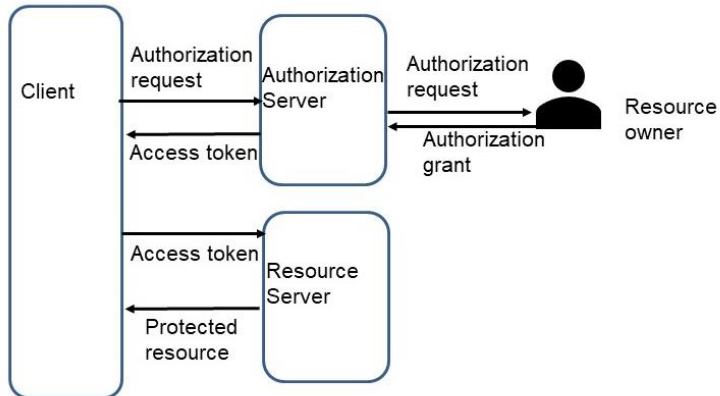 Client
Authorization
request
Access token
Authorization
Server
Authorization
request
Authorization
grant
Resource
owner
Access token
Protected
resource
Resource
Server